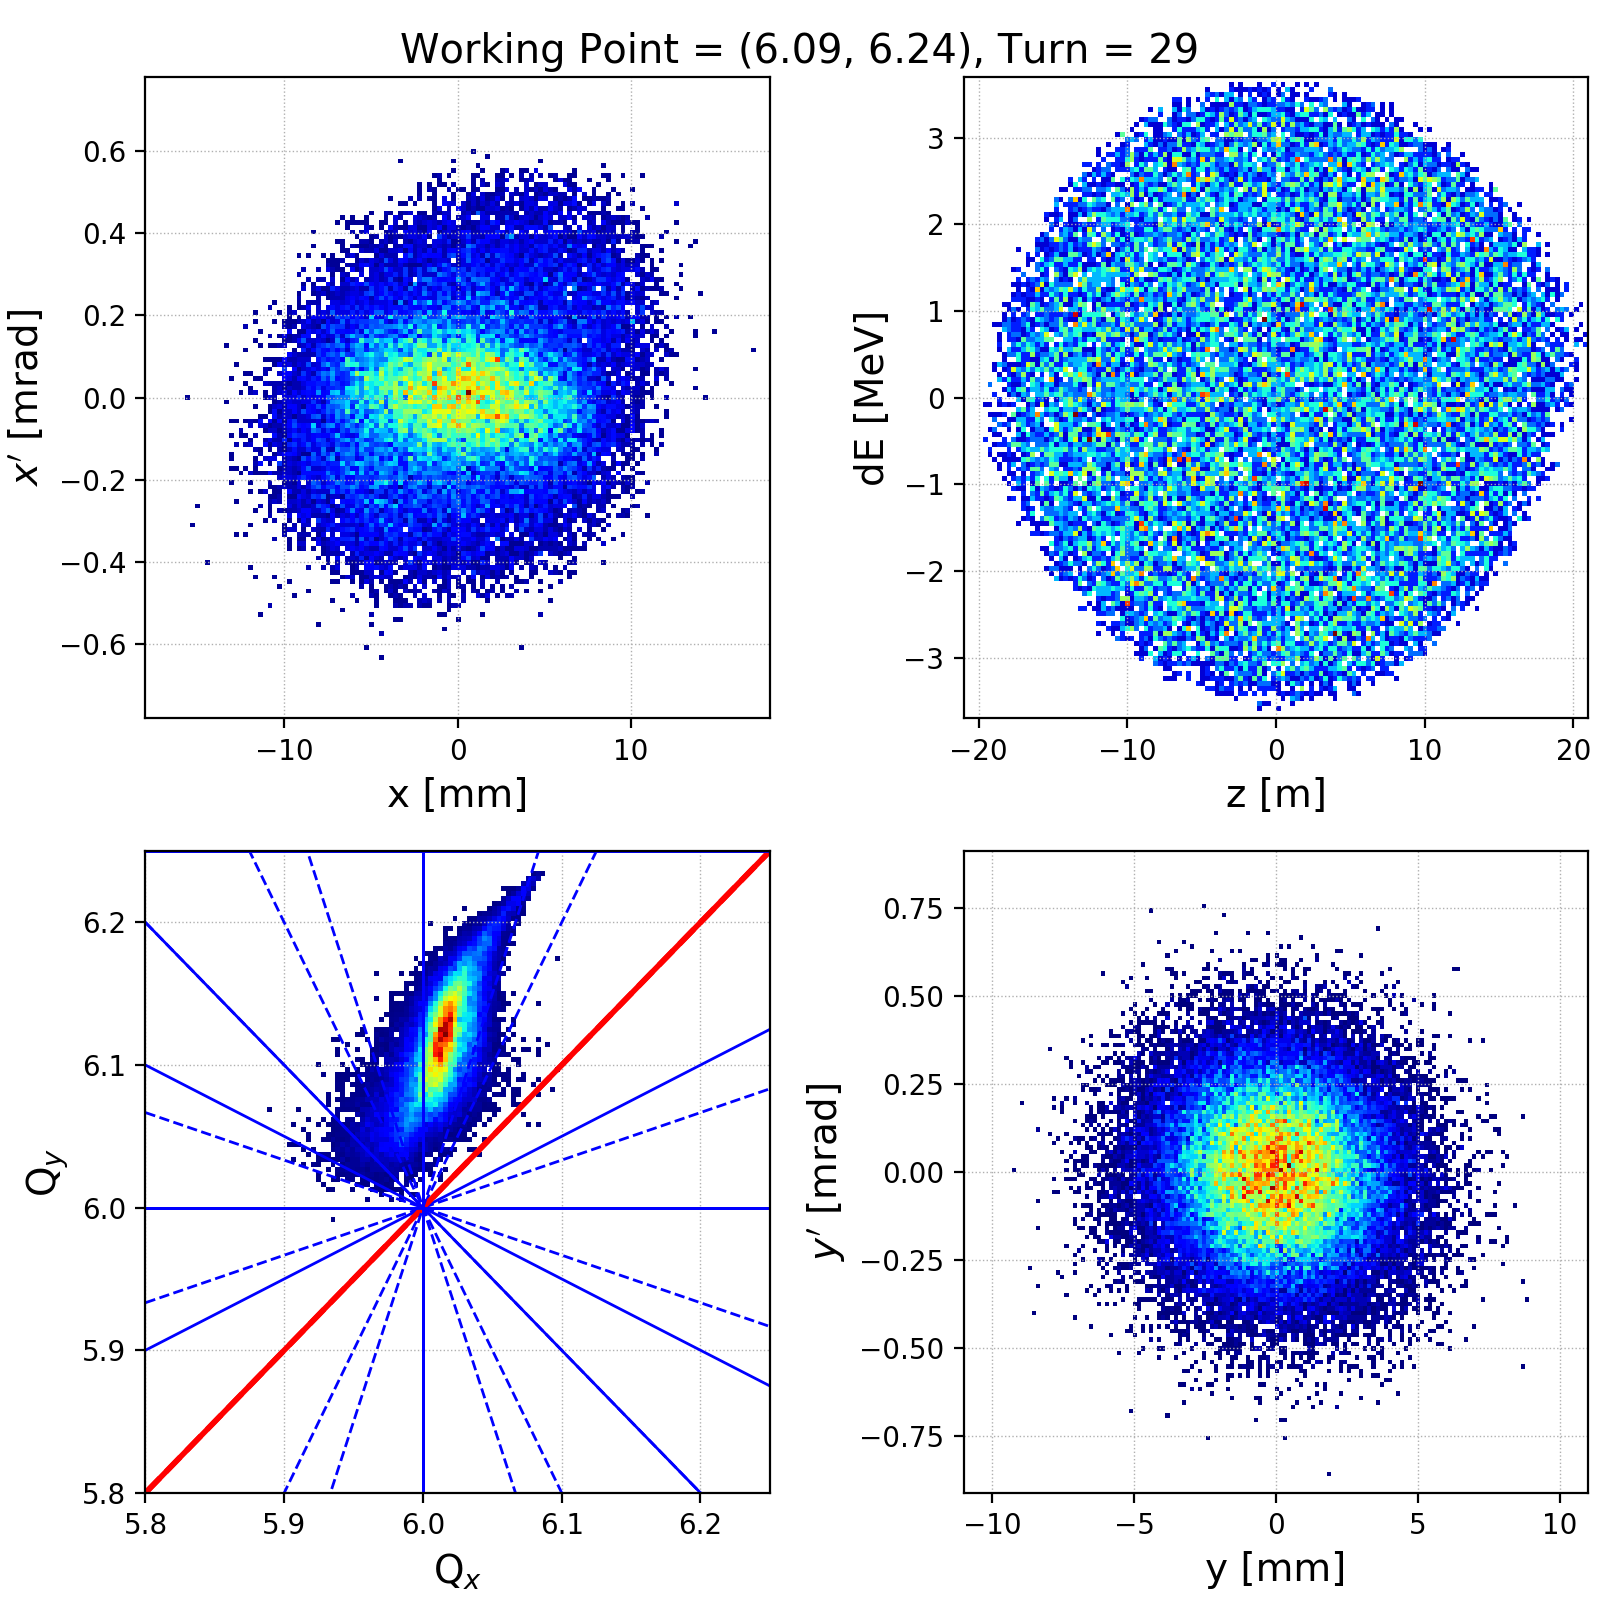 Working Point = (6.09, 6.24), Turn = 29
0.6
0.4
0.2
0.0
−0.2
−0.4
−0.6
x′ [mrad]
−10 0 10
x [mm]
3
2
1
0
−1
−2
−3
dE [MeV]
−20 −10 0 10 20
z [m]
6.2
6.1
6.0
5.9
5.8
Qy
5.8 5.9 6.0 6.1 6.2
Qx
0.75
0.50
0.25
0.00
−0.25
−0.50
−0.75
y′ [mrad]
−10 −5 0 5 10
y [mm]